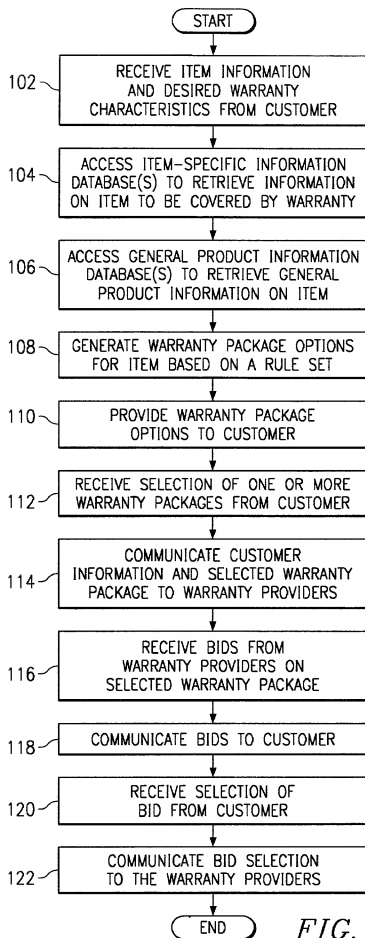 START
102
RECEIVE ITEM INFORMATION
AND DESIRED WARRANTY
CHARACTERISTICS FROM CUSTOMER
104
ACCESS ITEM-SPECIFIC INFORMATION
DATABASE(S) TO RETRIEVE INFORMATION
ON ITEM TO BE COVERED BY WARRANTY
106
ACCESS GENERAL PRODUCT INFORMATION
DATABASE(S) TO RETRIEVE GENERAL
PRODUCT INFORMATION ON ITEM
108
GENERATE WARRANTY PACKAGE OPTIONS
FOR ITEM BASED ON A RULE SET
110
PROVIDE WARRANTY PACKAGE
OPTIONS TO CUSTOMER
112
RECEIVE SELECTION OF ONE OR MORE
WARRANTY PACKAGES FROM CUSTOMER
114
COMMUNICATE CUSTOMER
INFORMATION AND SELECTED WARRANTY
PACKAGE TO WARRANTY PROVIDERS
116
RECEIVE BIDS FROM
WARRANTY PROVIDERS ON
SELECTED WARRANTY PACKAGE
118
COMMUNICATE BIDS TO CUSTOMER
120
RECEIVE SELECTION OF
BID FROM CUSTOMER
122
COMMUNICATE BID SELECTION
TO THE WARRANTY PROVIDERS
END
FIG.